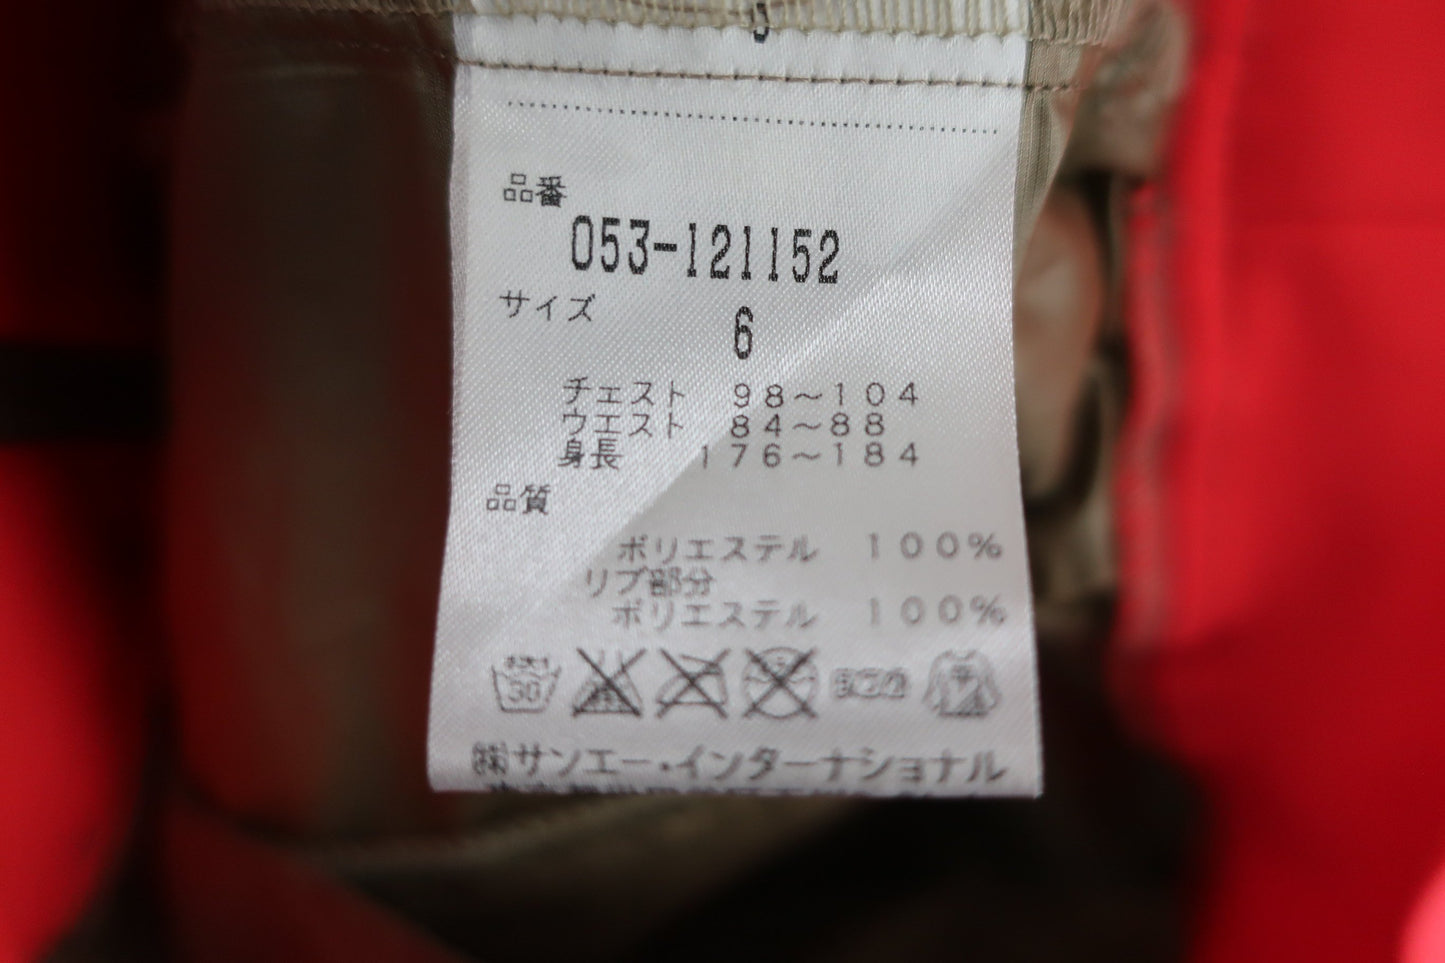 品番
053-121152
サイズ
6
チェスト 98～104
ウエスト 84～88
身長 176～184
品質
ポリエステル 100%
リブ部分
ポリエステル 100%
30
㈱サンエー・インターナショナル